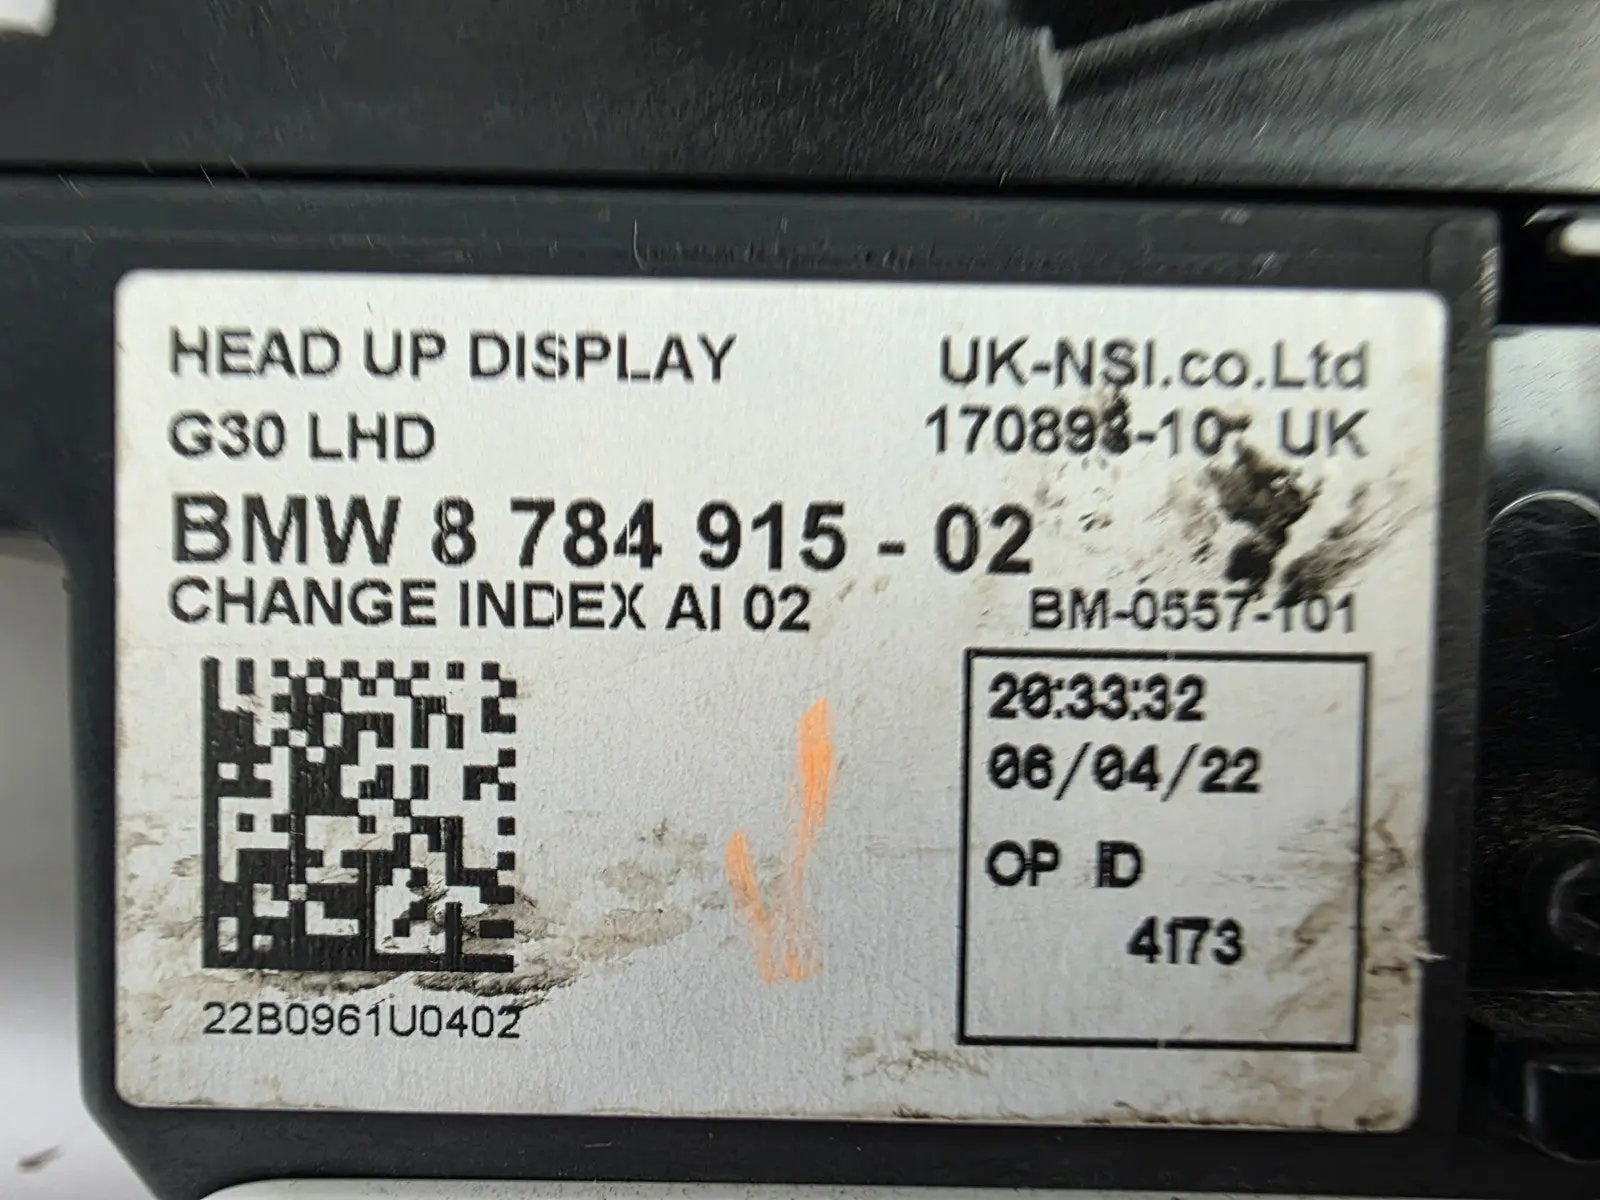 HEAD UP DISPLAY
G30 LHD
BMW 8 784 915 - 02
CHANGE INDEX AI 02
22B0961U0402
UK-NSI.co.Ltd
UK
BM-0557-101
20:33:32
06/04/22
OP ID
4173